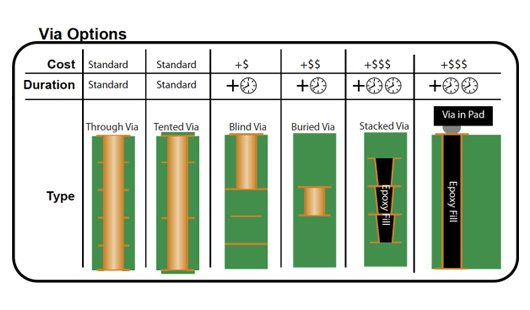 Via Options
Cost Standard Standard +$ +$$ +$$$ +$$$
Duration Standard Standard + + + +
Via in Pad
Through Via Tented Via Blind Via Buried Via Stacked Via
Type
Epoxy Fill
Epoxy Fill